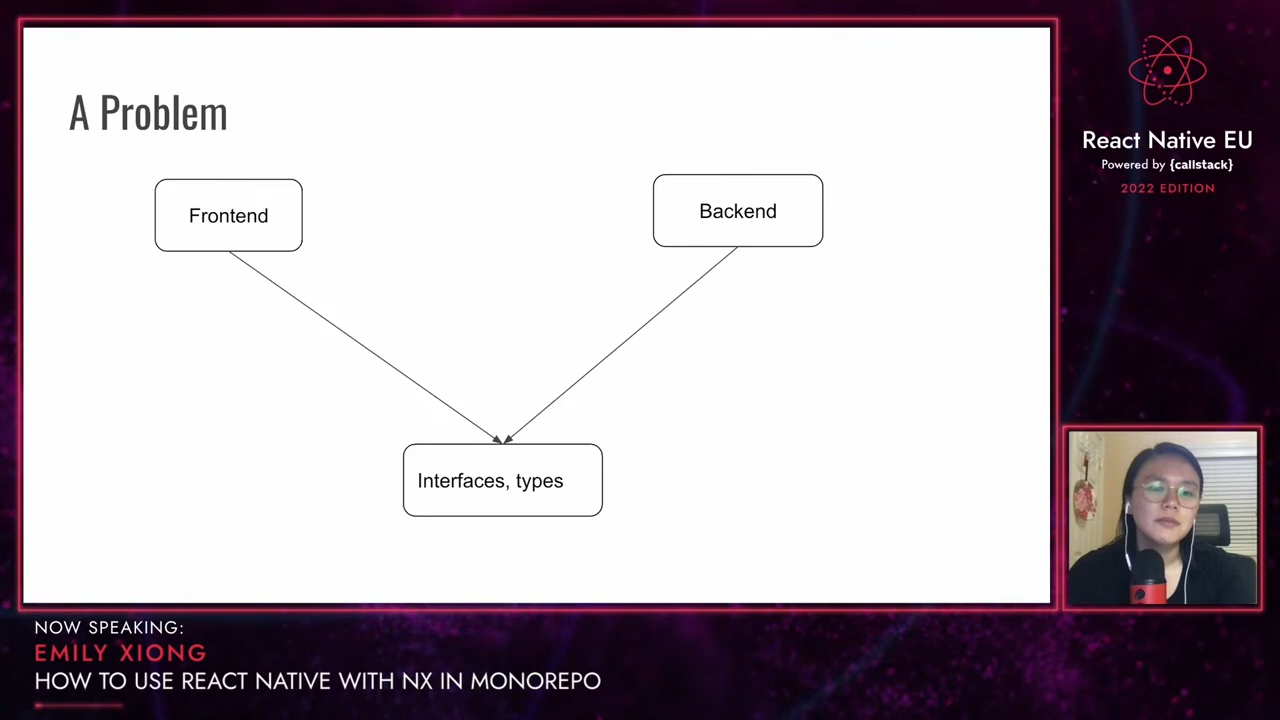 A Problem
Frontend
Backend
Interfaces, types
React Native EU
Powered by {callstack}
2022 EDITION
NOW SPEAKING:
EMILY XIONG
HOW TO USE REACT NATIVE WITH NX IN MONOREPO